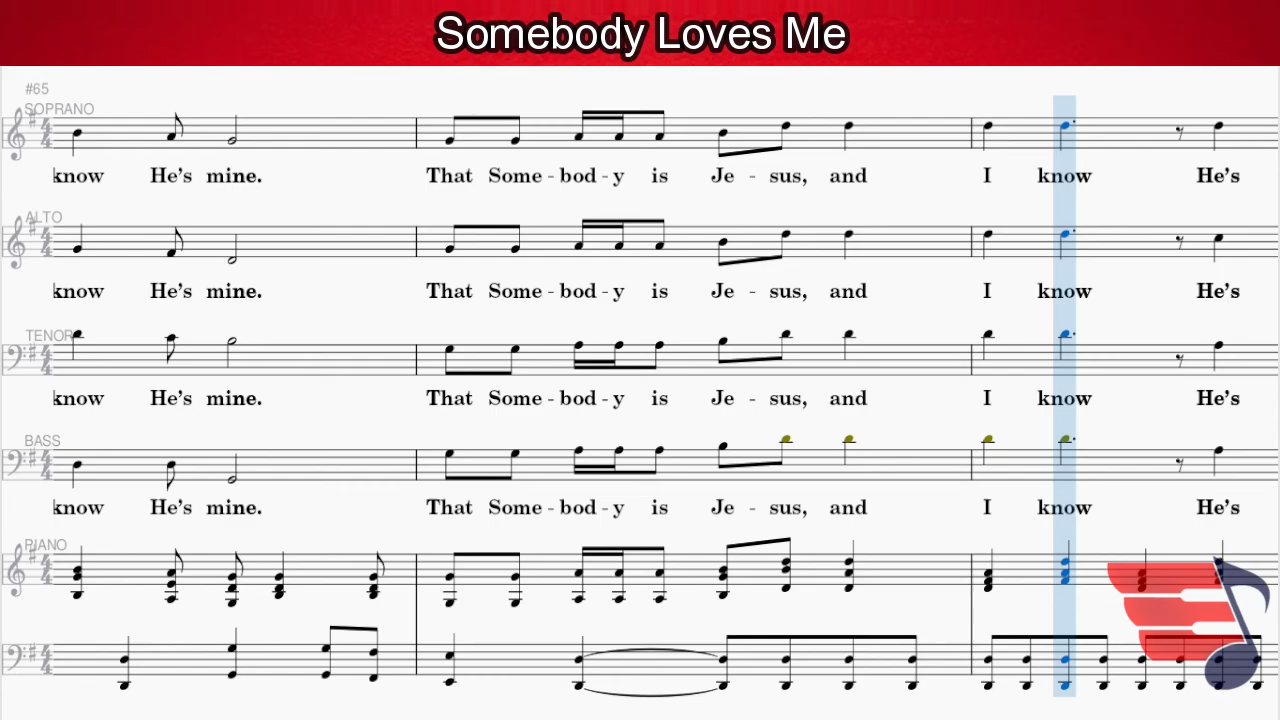 Somebody Loves Me
#65
SOPRANO
know He's mine. That Some - bod - y is Je - sus, and I know He's
ALTO
know He's mine. That Some - bod - y is Je - sus, and I know He's
TENOR
know He's mine. That Some - bod - y is Je - sus, and I know He's
BASS
know He's mine. That Some - bod - y is Je - sus, and I know He's
PIANO